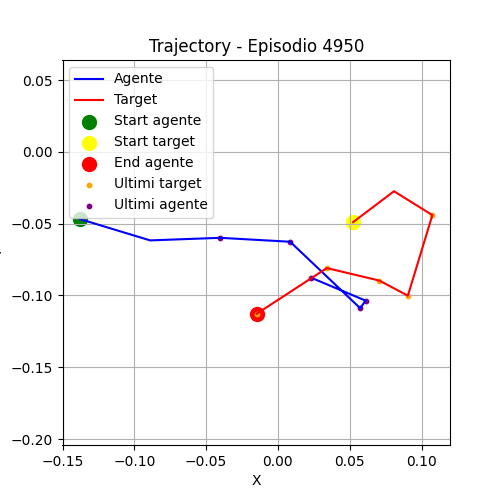 Trajectory - Episodio 4950
Agente
Target
Start agente
Start target
End agente
Ultimi target
Ultimi agente
0.05
0.00
−0.05
−0.10
−0.15
−0.20
−0.15
−0.10
−0.05
0.00
0.05
0.10
X